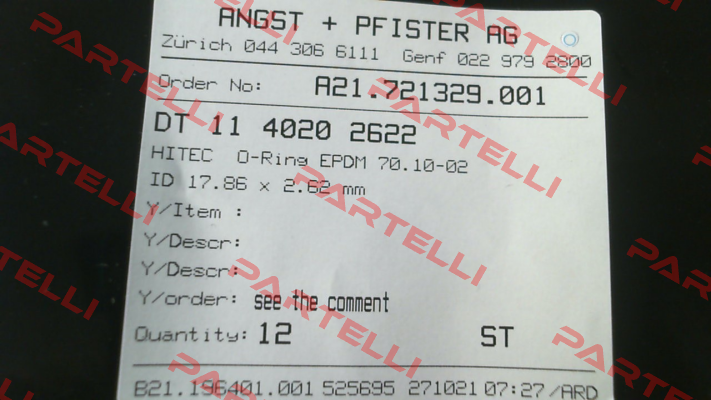 ANGST + PFISTER AG
Zürich 044 306 6111 Genf 022 979 2800
Order No: A21.721329.001
DT 11 4020 2622
HITEC O-Ring EPDM 70.10-02
ID 17.86 x 2.62 mm
Y/Item :
Y/Descr:
Y/Descr:
Y/order: see the comment
Quantity: 12 ST
B21.196401.001 525695 271021 07:27 /ARD
PARTELLI
PARTELLI
PARTELLI
PARTELLI
PARTELLI
PARTELLI
PARTELLI